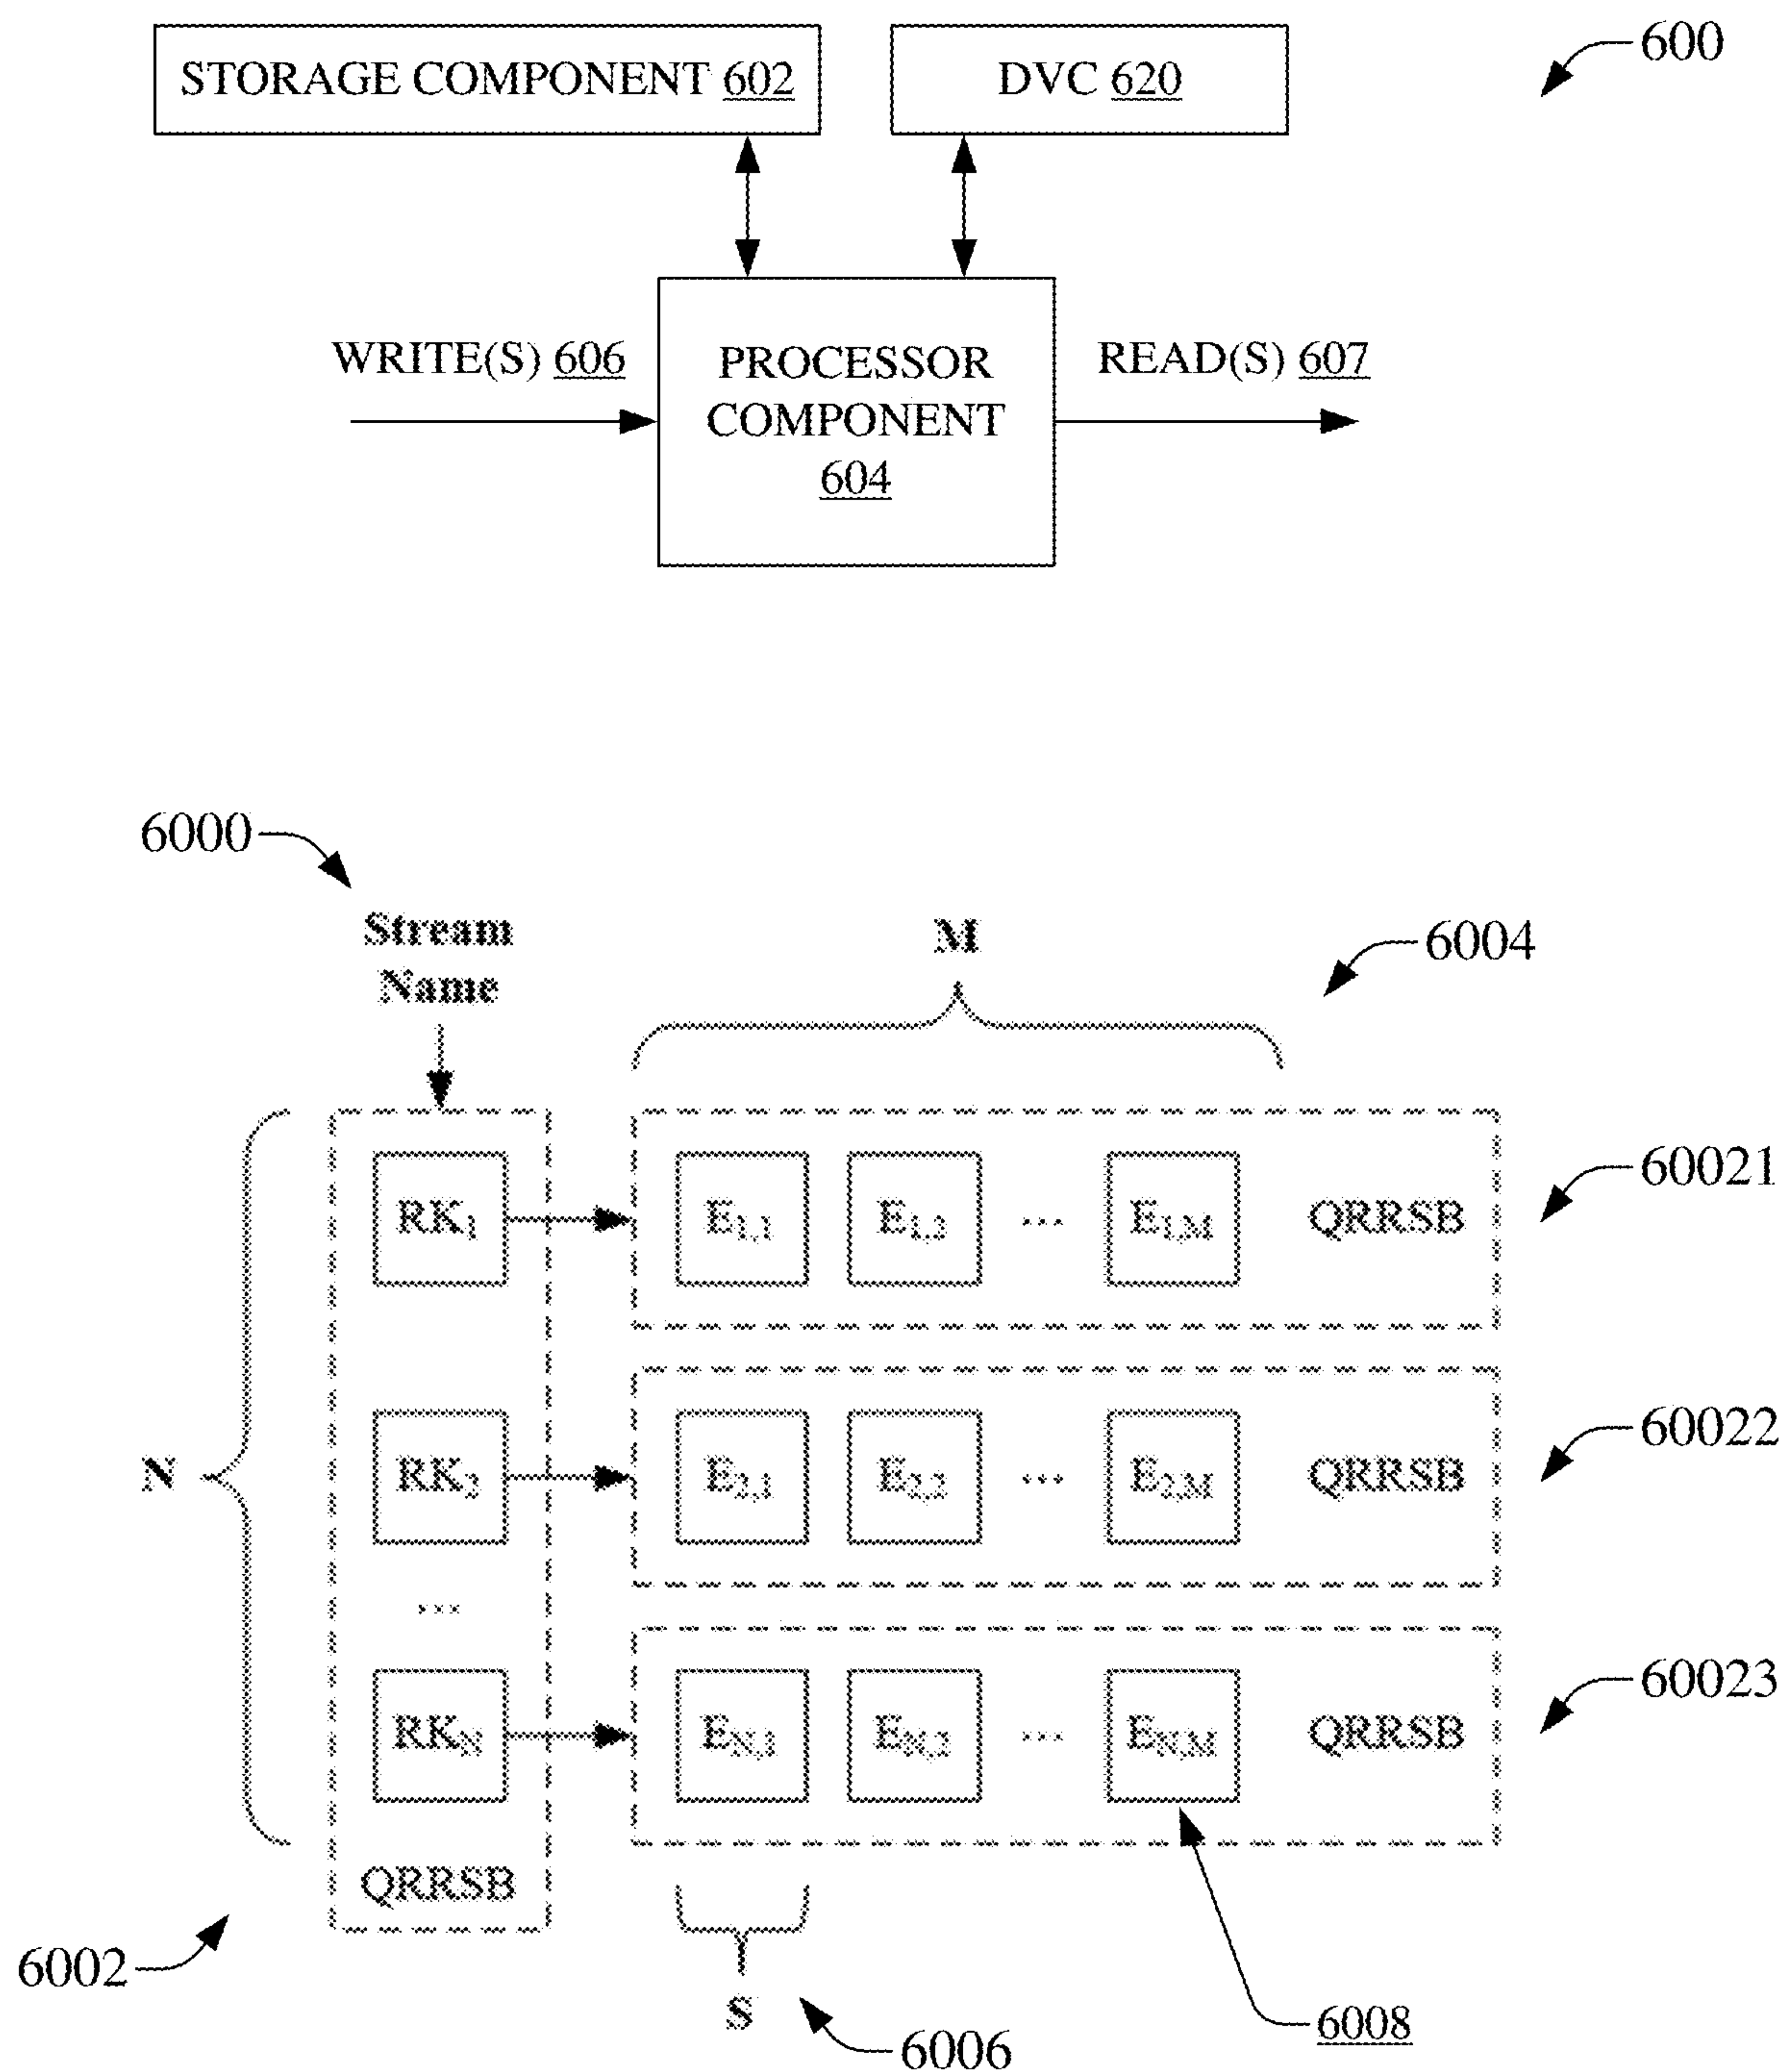 600
STORAGE COMPONENT 602
DVC 620
WRITE(S) 606
PROCESSOR
COMPONENT
604
READ(S) 607
6000
Stream
Name
M
6004
N
RK1
E1,1
E1,2
...
E1,M
QRRSB
60021
RK2
E2,1
E2,2
...
E2,M
QRRSB
60022
...
RKN
EN,1
EN,2
...
EN,M
QRRSB
60023
QRRSB
6002
S
6006
6008